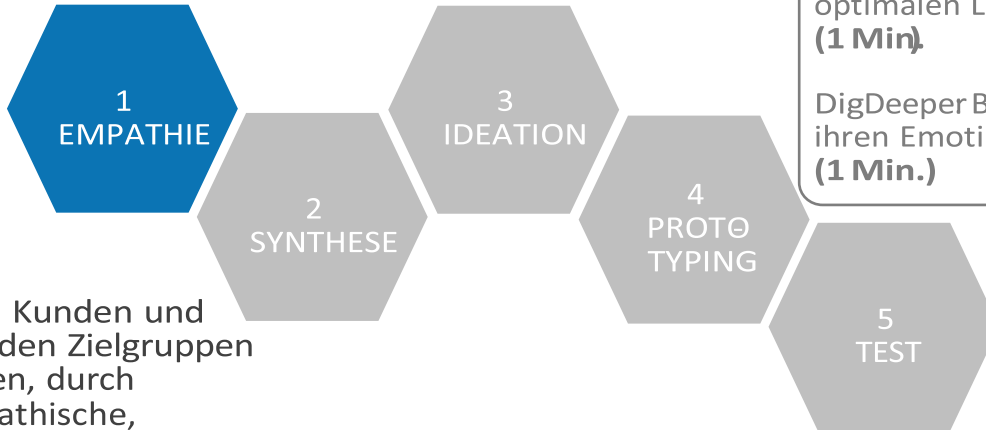 1
EMPATHIE
2
SYNTHESE
3
IDEATION
4
PROTO
TYPING
5
TEST
optimalen L
(1 Min).
DigDeeper B
ihren Emoti
(1 Min.)
Kunden und
den Zielgruppen
en, durch
athische,